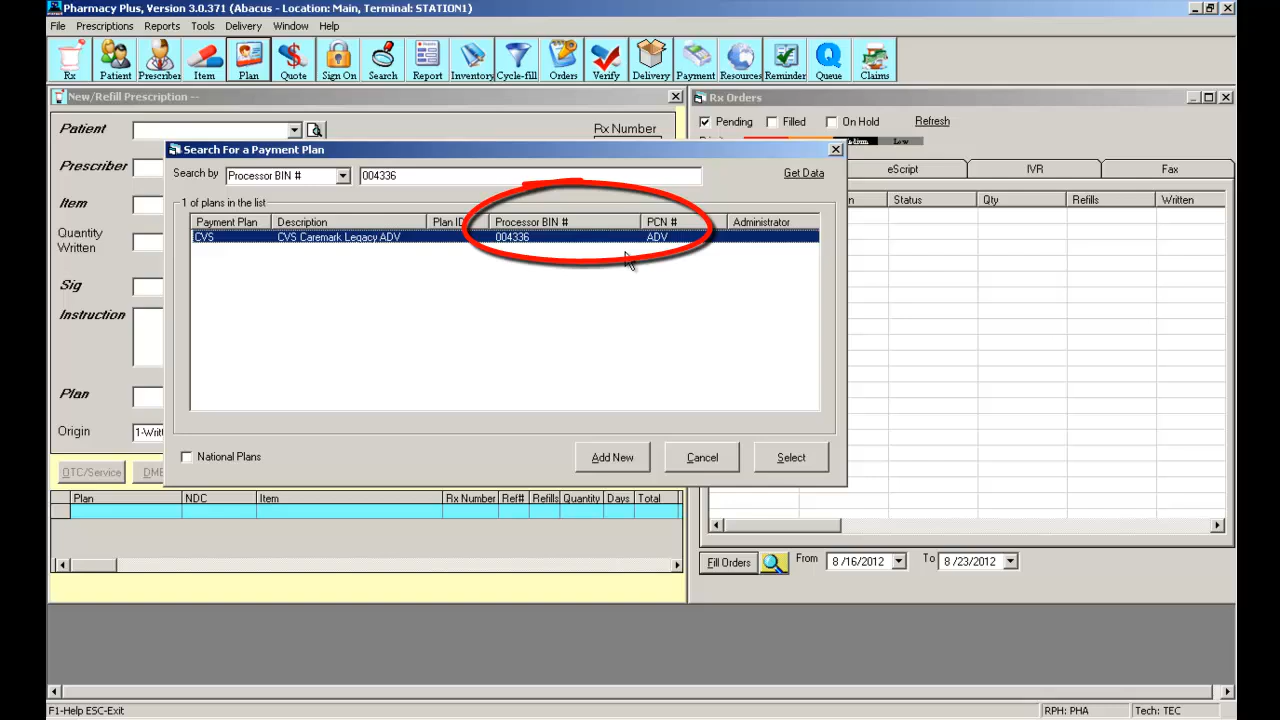 Pharmacy Plus, Version 3.0.371 (Abacus - Location: Main, Terminal: STATION1)
File Prescriptions Reports Tools Delivery Window Help
Rx Patient Prescriber Item Plan Quote Sign On Search Report Inventory Cycle-fill Orders Verify Delivery Payment Resources Reminder Queue Claims
New/Refill Prescription --
Rx Orders
Patient
Rx Number
Pending Filled On Hold Refresh
Search For a Payment Plan
Low
Prescriber
Search by Processor BIN # 004336 Get Data
eScript IVR Fax
1 of plans in the list
Item
Status Qty Refills Written
Payment Plan Description Plan ID Processor BIN # PCN # Administrator
CVS CVS Caremark Legacy ADV 004336 ADV
Quantity
Written
Sig
Instruction
Plan
Origin 1-Writt
National Plans Add New Cancel Select
OTC/Service DME
Plan NDC Item Rx Number Ref# Refills Quantity Days Total
Fill Orders From 8 /16/2012 To 8 /23/2012
F1-Help ESC-Exit RPH: PHA Tech: TEC